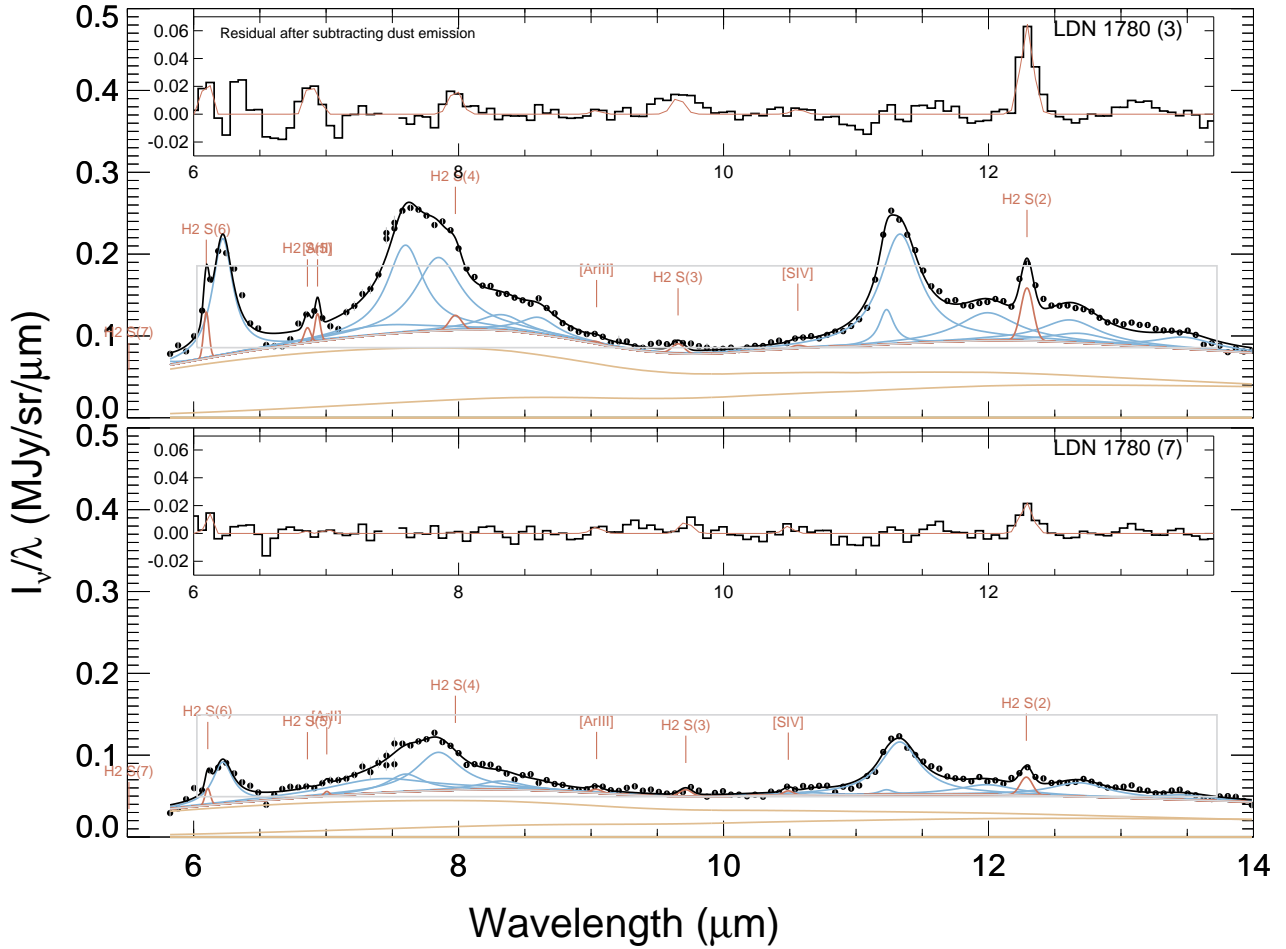 0.5
0.06
0.04
0.02
0.00
-0.02
Residual after subtracting dust emission
LDN 1780 (3)
0.4
6
8
10
12
0.3
H2 S(4)
H2 S(6)
H2 S(2)
H2 S(5)
[ArII]
0.2
[ArIII]
H2 S(3)
[SIV]
H2 S(7)
0.1
0.0
0.5
0.06
0.04
0.02
0.00
-0.02
LDN 1780 (7)
0.4
6
8
10
12
0.3
0.2
H2 S(4)
H2 S(6)
H2 S(5)
[ArII]
[ArIII]
H2 S(3)
[SIV]
H2 S(2)
0.1
H2 S(7)
0.0
6
8
10
12
14
Wavelength (μm)
Iν/λ (MJy/sr/μm)